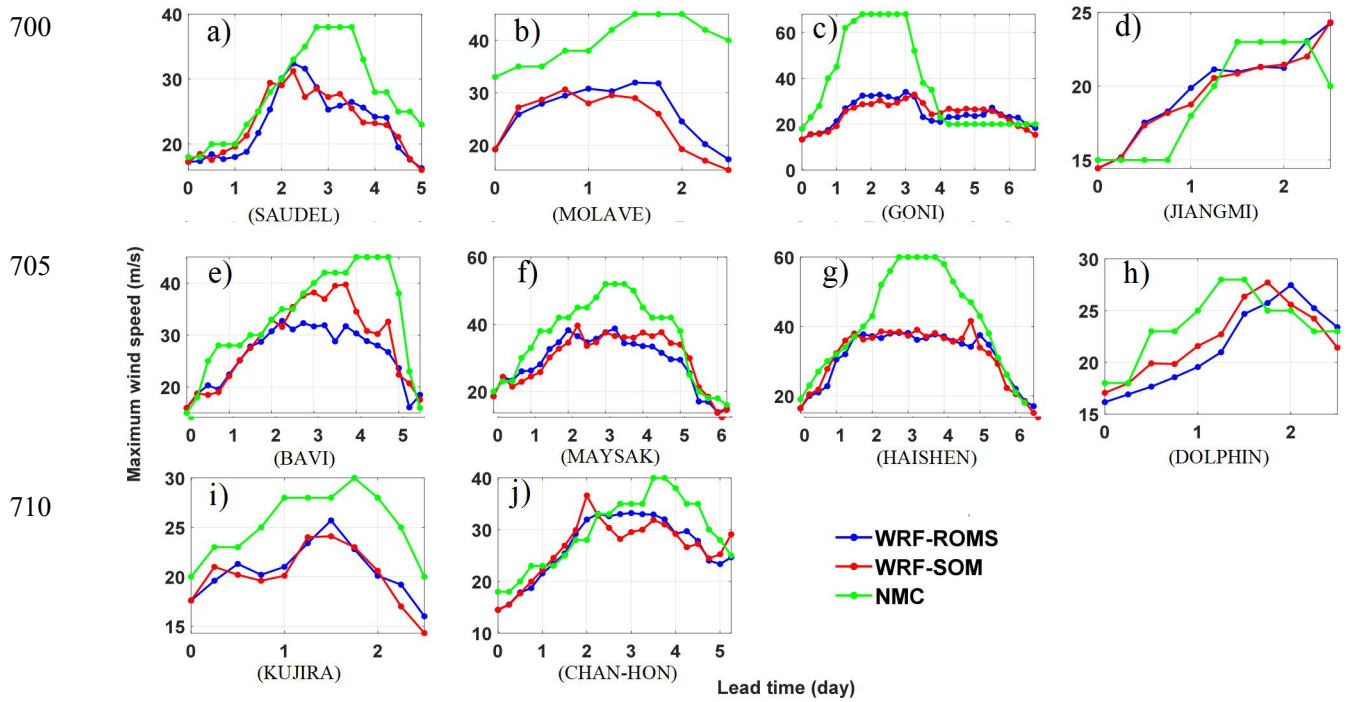 700
a)
40
30
20
0 1 2 3 4 5
(SAUDEL)
b)
40
30
20
0 1 2
(MOLAVE)
c)
60
40
20
0
0 1 2 3 4 5 6
(GONI)
d)
25
20
15
0 1 2
(JIANGMI)
705
Maximum wind speed (m/s)
e)
40
30
20
0 1 2 3 4 5
(BAVI)
f)
60
40
20
0 1 2 3 4 5 6
(MAYSAK)
g)
60
40
20
0 1 2 3 4 5 6
(HAISHEN)
h)
30
25
20
15
0 1 2
(DOLPHIN)
710
i)
30
25
20
15
0 1 2
(KUJIRA)
j)
40
30
20
10
0 1 2 3 4 5
(CHAN-HON)
WRF-ROMS
WRF-SOM
NMC
Lead time (day)